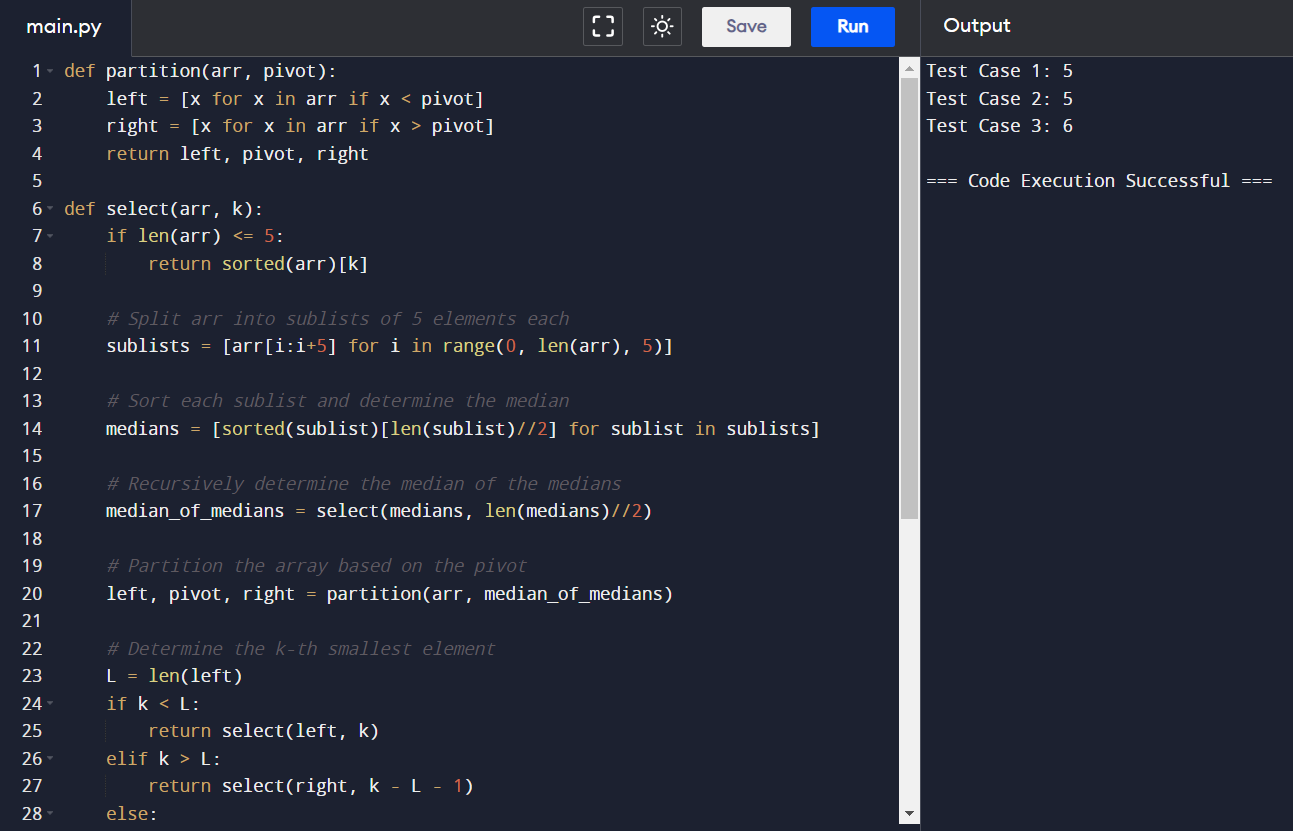 main.py
Save
Run
Output
1 def partition(arr, pivot):
2     left = [x for x in arr if x < pivot]
3     right = [x for x in arr if x > pivot]
4     return left, pivot, right
5
6 def select(arr, k):
7     if len(arr) <= 5:
8         return sorted(arr)[k]
9
10     # Split arr into sublists of 5 elements each
11     sublists = [arr[i:i+5] for i in range(0, len(arr), 5)]
12
13     # Sort each sublist and determine the median
14     medians = [sorted(sublist)[len(sublist)//2] for sublist in sublists]
15
16     # Recursively determine the median of the medians
17     median_of_medians = select(medians, len(medians)//2)
18
19     # Partition the array based on the pivot
20     left, pivot, right = partition(arr, median_of_medians)
21
22     # Determine the k-th smallest element
23     L = len(left)
24     if k < L:
25         return select(left, k)
26     elif k > L:
27         return select(right, k - L - 1)
28     else:
Test Case 1: 5
Test Case 2: 5
Test Case 3: 6
=== Code Execution Successful ===